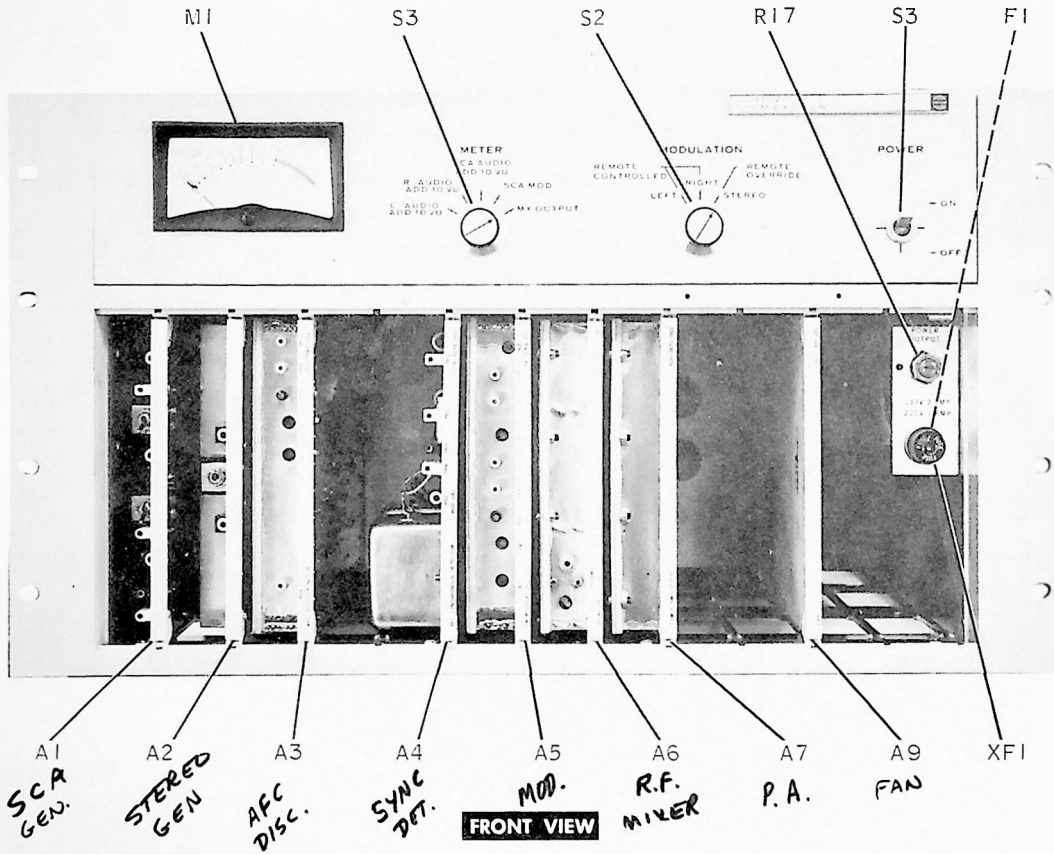 M1 S3 S2 R17 S3 F1
METER MODULATION POWER
CA AUDIO
ADD 10 VU
R. AUDIO
ADD 10 VU
SCA MOD
L. AUDIO
ADD 10 VU
MX OUTPUT
REMOTE
CONTROLLED
REMOTE
OVERRIDE
RIGHT
LEFT STEREO
ON
OFF
POWER
OUTPUT
A1 A2 A3 A4 A5 A6 A7 A9 XF1
SCA
GEN.
STEREO
GEN
AFC
DISC.
SYNC
DET.
MOD.
R.F.
MIXER
P.A.
FAN
FRONT VIEW